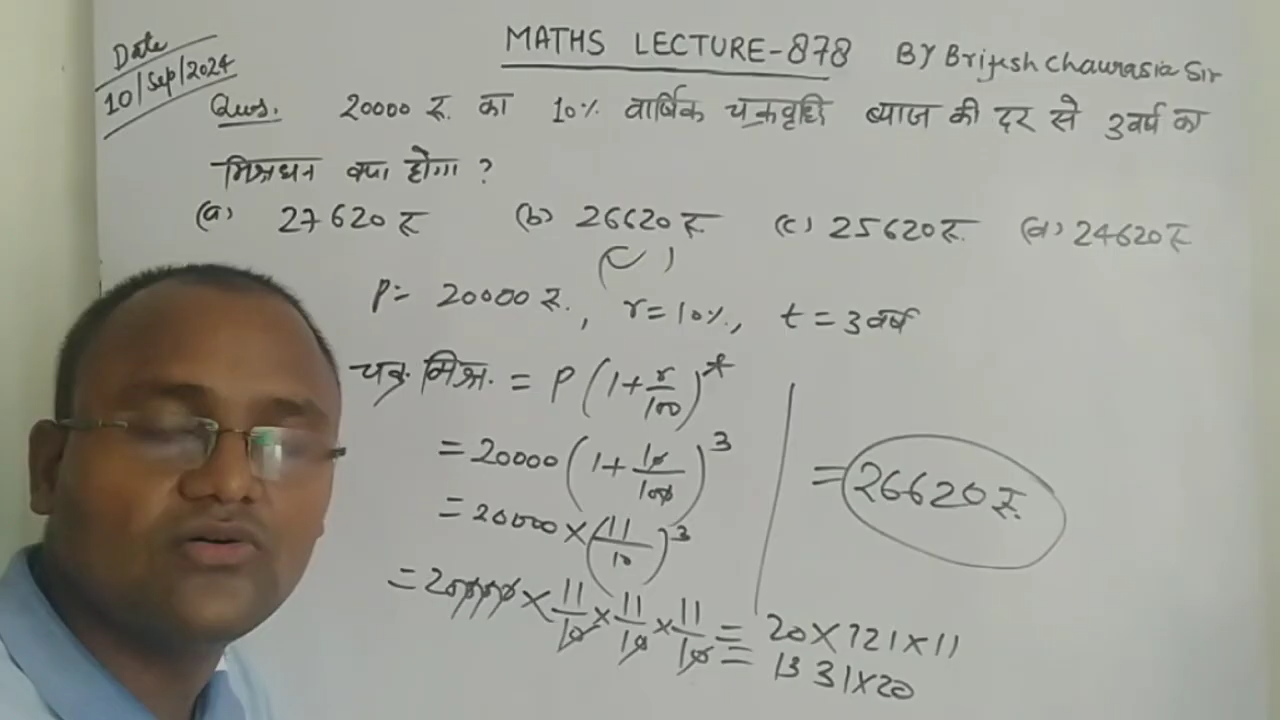 Date
10/Sep/2024
MATHS LECTURE-878 BY Brijesh Chaurasia Sir
Ques. 20000 रु. का 10% वार्षिक चक्रवृद्धि ब्याज की दर से 3 वर्ष का
मिश्रधन क्या होगा ?
(a) 27620 रु (b) 26620 रु. (c) 25620 रु. (d) 24620 रु
P = 20000 रु., r = 10%, t = 3 वर्ष
चक्र. मिश्र. = P (1 + r/100)^t
= 20000 (1 + 10/100)^3
= 20000 × (11/10)^3
= 20000 × 11/10 × 11/10 × 11/10 = 20 × 121 × 11
= 1331 × 20
= 26620 रु.